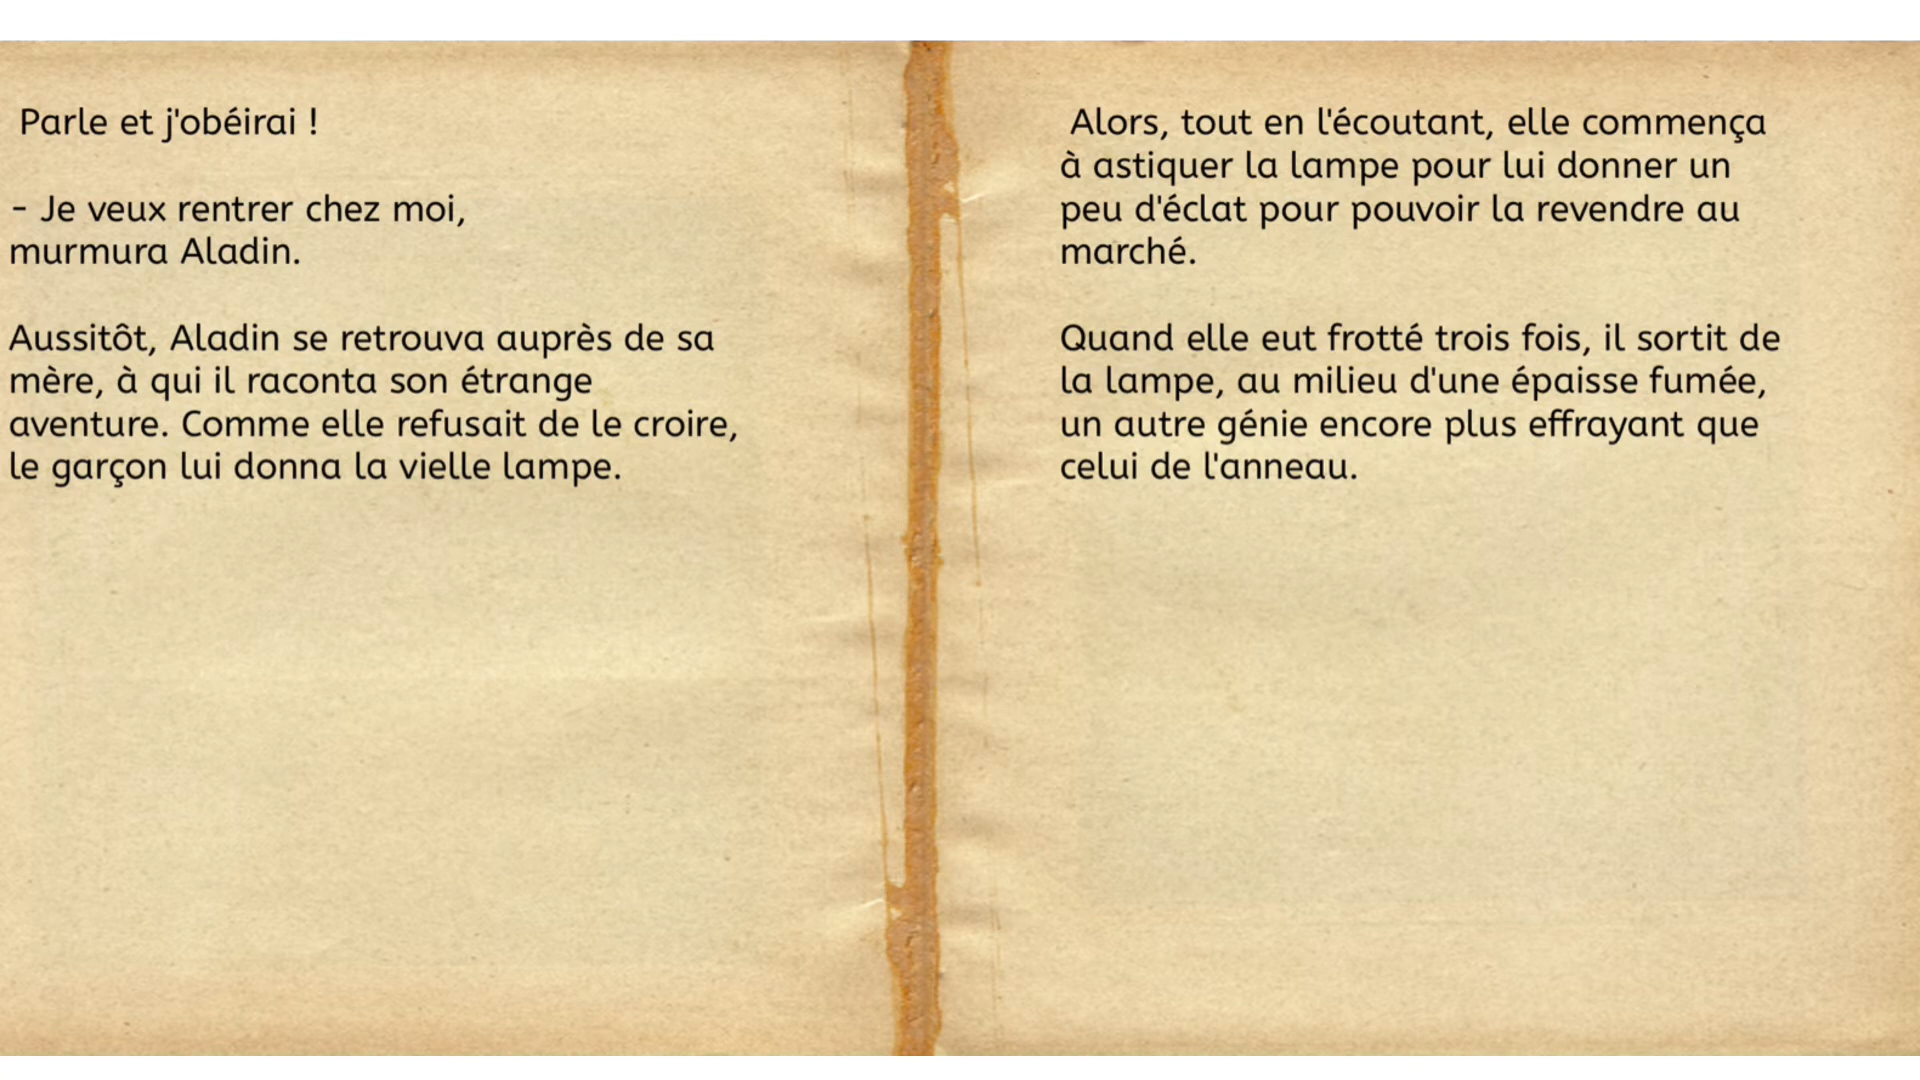 Parle et j'obéirai !
- Je veux rentrer chez moi,
murmura Aladin.
Aussitôt, Aladin se retrouva auprès de sa
mère, à qui il raconta son étrange
aventure. Comme elle refusait de le croire,
le garçon lui donna la vielle lampe.
Alors, tout en l'écoutant, elle commença
à astiquer la lampe pour lui donner un
peu d'éclat pour pouvoir la revendre au
marché.
Quand elle eut frotté trois fois, il sortit de
la lampe, au milieu d'une épaisse fumée,
un autre génie encore plus effrayant que
celui de l'anneau.